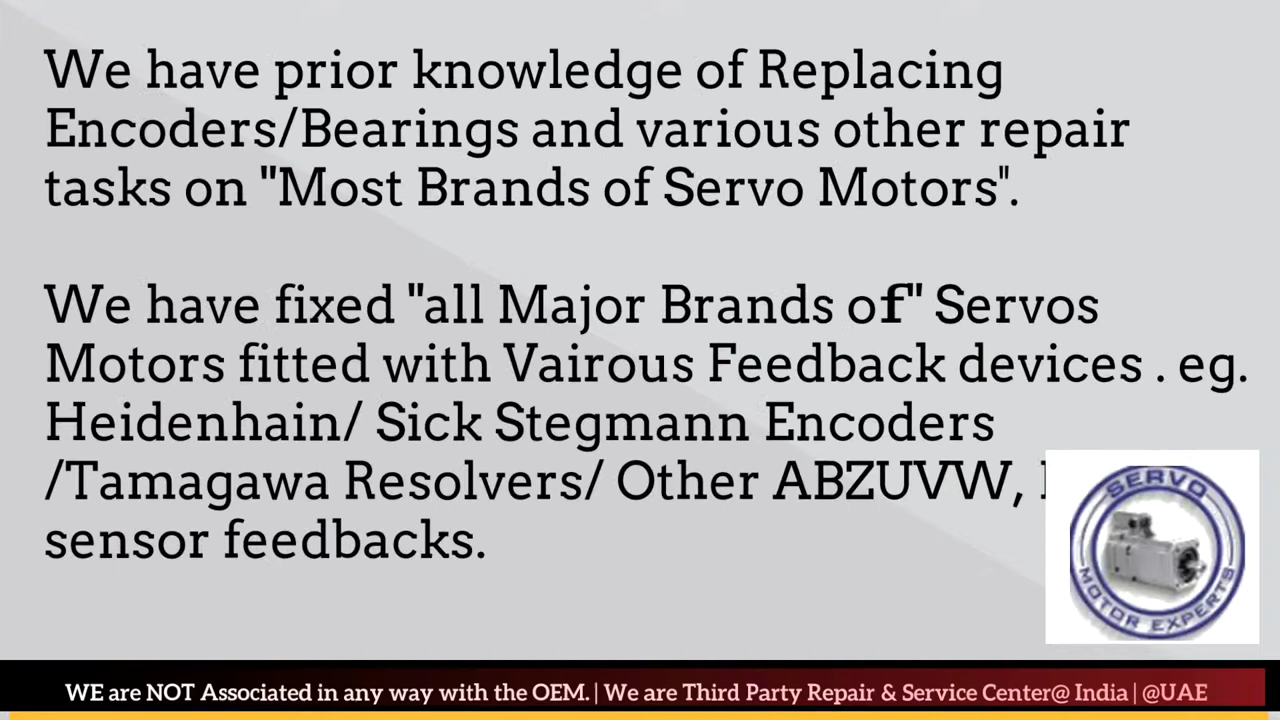 We have prior knowledge of Replacing
Encoders/Bearings and various other repair
tasks on "Most Brands of Servo Motors".
We have fixed "all Major Brands of" Servos
Motors fitted with Vairous Feedback devices . eg.
Heidenhain/ Sick Stegmann Encoders
/Tamagawa Resolvers/ Other ABZUVW,
sensor feedbacks.
SERVO
MOTOR EXPERTS
WE are NOT Associated in any way with the OEM. | We are Third Party Repair & Service Center@ India | @UAE